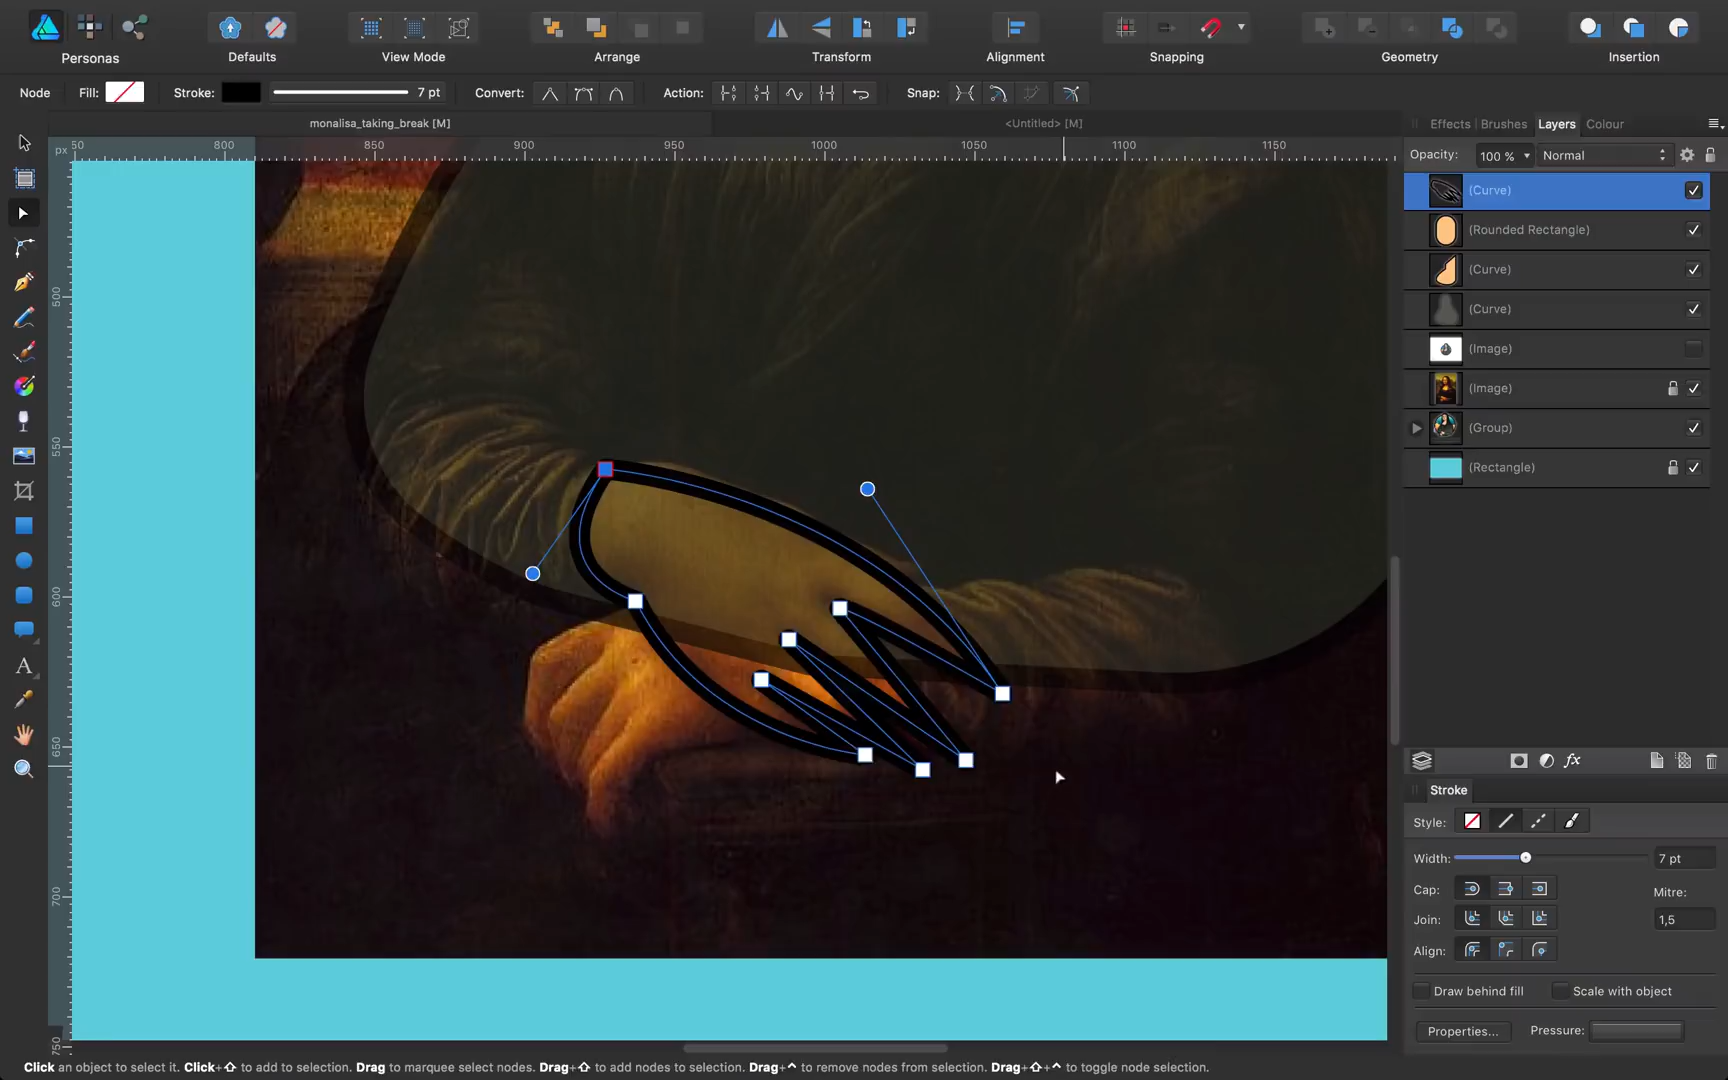 Personas
Defaults
View Mode
Arrange
Transform
Alignment
Snapping
Geometry
Insertion
Node
Fill:
Stroke:
7 pt
Convert:
Action:
Snap:
monalisa_taking_break [M]
<Untitled> [M]
px
50
800
850
900
950
1000
1050
1100
1150
500
550
600
650
700
750
A
Effects
Brushes
Layers
Colour
Opacity:
100 %
Normal
(Curve)
(Rounded Rectangle)
(Curve)
(Curve)
(Image)
(Image)
(Group)
(Rectangle)
fx
Stroke
Style:
Width:
7 pt
Cap:
Mitre:
Join:
1,5
Align:
Draw behind fill
Scale with object
Properties...
Pressure:
Click an object to select it. Click+⇧ to add to selection. Drag to marquee select nodes. Drag+⇧ to add nodes to selection. Drag+^ to remove nodes from selection. Drag+⇧+^ to toggle node selection.